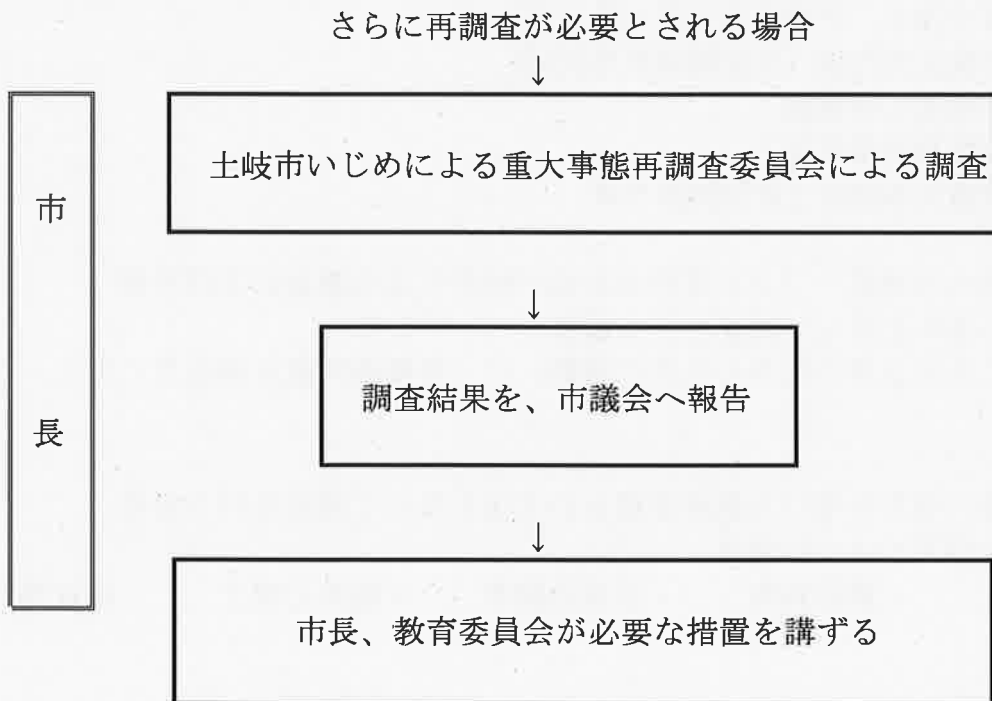 さらに再調査が必要とされる場合
↓
土岐市いじめによる重大事態再調査委員会による調査
市
長
↓
調査結果を、市議会へ報告
↓
市長、教育委員会が必要な措置を講ずる